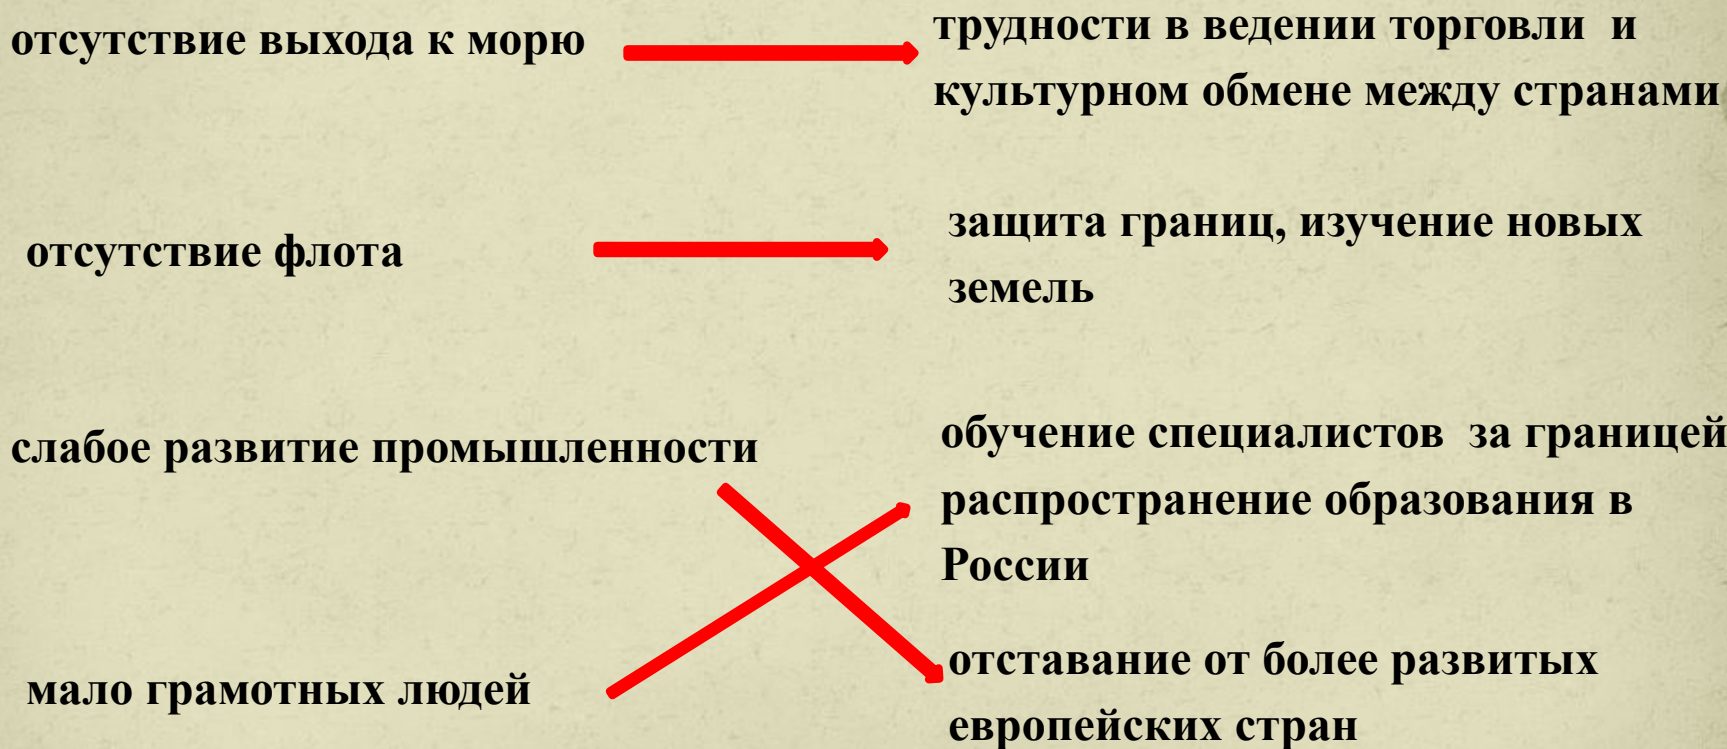 отсутствие выхода к морю
трудности в ведении торговли и
культурном обмене между странами
отсутствие флота
защита границ, изучение новых
земель
слабое развитие промышленности
обучение специалистов за границей
распространение образования в
России
мало грамотных людей
отставание от более развитых
европейских стран